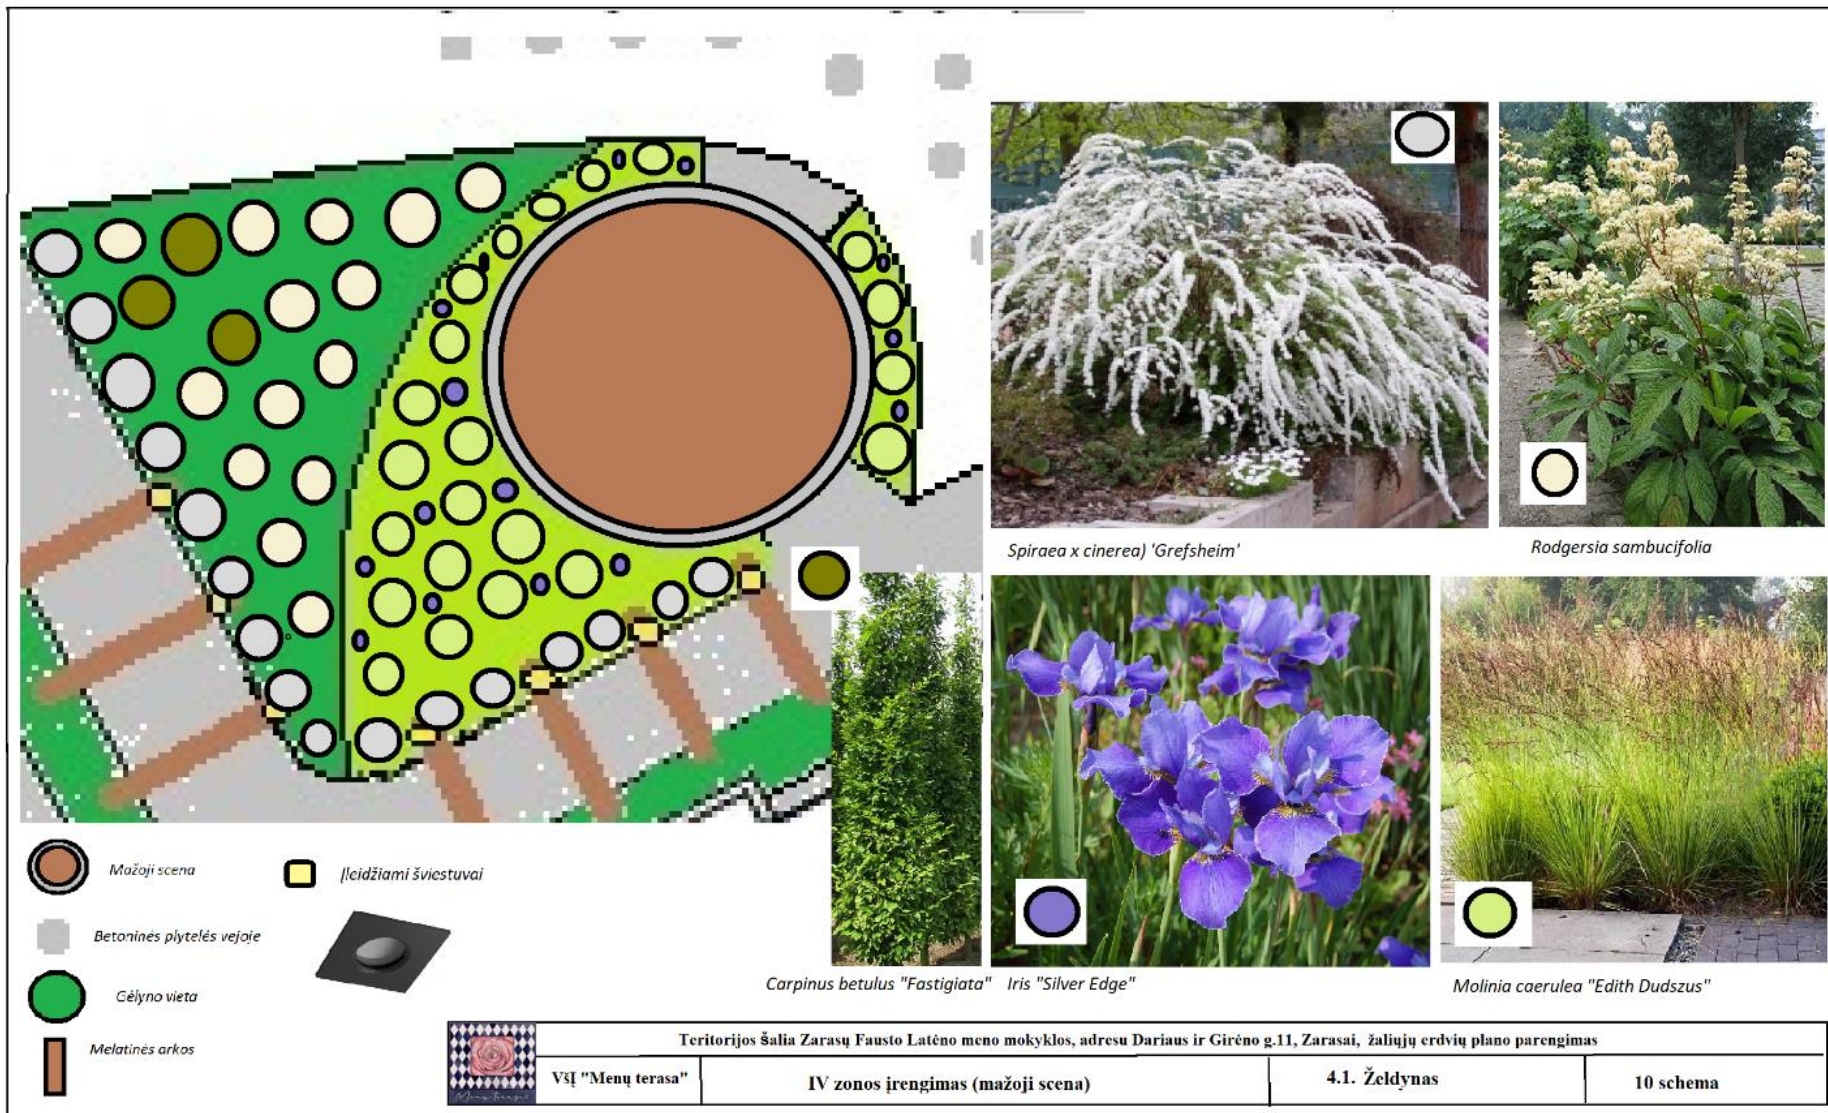 Spiraea x cinerea) 'Grefsheim'
Rodgersia sambucifolia
Carpinus betulus "Fastigiata"
Iris "Silver Edge"
Molinia caerulea "Edith Dudszus"
Mažoji scena
Įleidžiami šviestuvai
Betoninės plytelės vejoje
Gėlyno vieta
Melatinės arkos
Teritorijos šalia Zarasų Fausto Latėno meno mokyklos, adresu Dariaus ir Girėno g.11, Zarasai, žaliųjų erdvių plano parengimas
VšĮ "Menų terasa"
IV zonos įrengimas (mažoji scena)
4.1. Želdynas
10 schema
Menų terasa